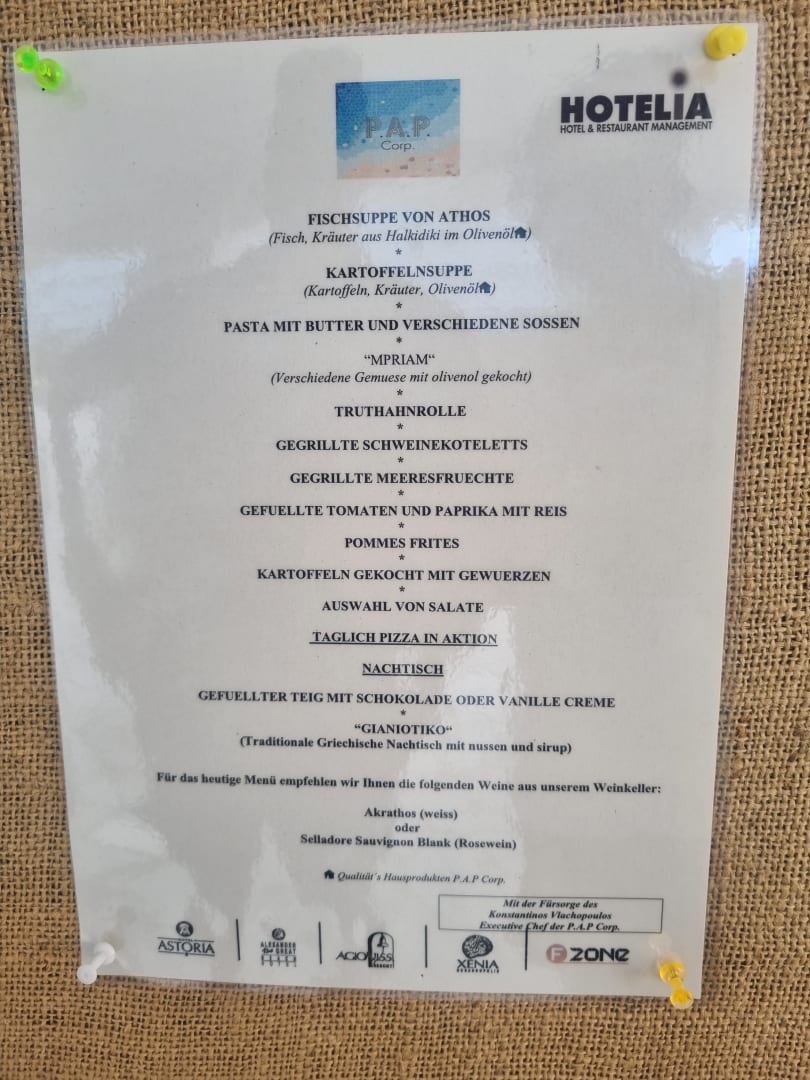 P.A.P.
Corp.
HOTELiA
HOTEL & RESTAURANT MANAGEMENT
FISCHSUPPE VON ATHOS
(Fisch, Kräuter aus Halkidiki im Olivenöl)
*
KARTOFFELNSUPPE
(Kartoffeln, Kräuter, Olivenöl)
*
PASTA MIT BUTTER UND VERSCHIEDENE SOSSEN
*
“MPRIAM“
(Verschiedene Gemuese mit olivenol gekocht)
*
TRUTHAHNROLLE
*
GEGRILLTE SCHWEINEKOTELETTS
*
GEGRILLTE MEERESFRUECHTE
*
GEFUELLTE TOMATEN UND PAPRIKA MIT REIS
*
POMMES FRITES
*
KARTOFFELN GEKOCHT MIT GEWUERZEN
*
AUSWAHL VON SALATE
TAGLICH PIZZA IN AKTION
NACHTISCH
GEFUELLTER TEIG MIT SCHOKOLADE ODER VANILLE CREME
*
“GIANIOTIKO“
(Traditionale Griechische Nachtisch mit nussen und sirup)
Für das heutige Menü empfehlen wir Ihnen die folgenden Weine aus unserem Weinkeller:
Akrathos (weiss)
oder
Selladore Sauvignon Blank (Rosewein)
Qualität´s Hausprodukten P.A.P Corp.
Mit der Fürsorge des
Konstantinos Vlachopoulos
Executive Chef der P.A.P Corp.
ASTORIA
ALEXANDER
the GREAT
XENIA
OURANOUPOLIS
F ZONE